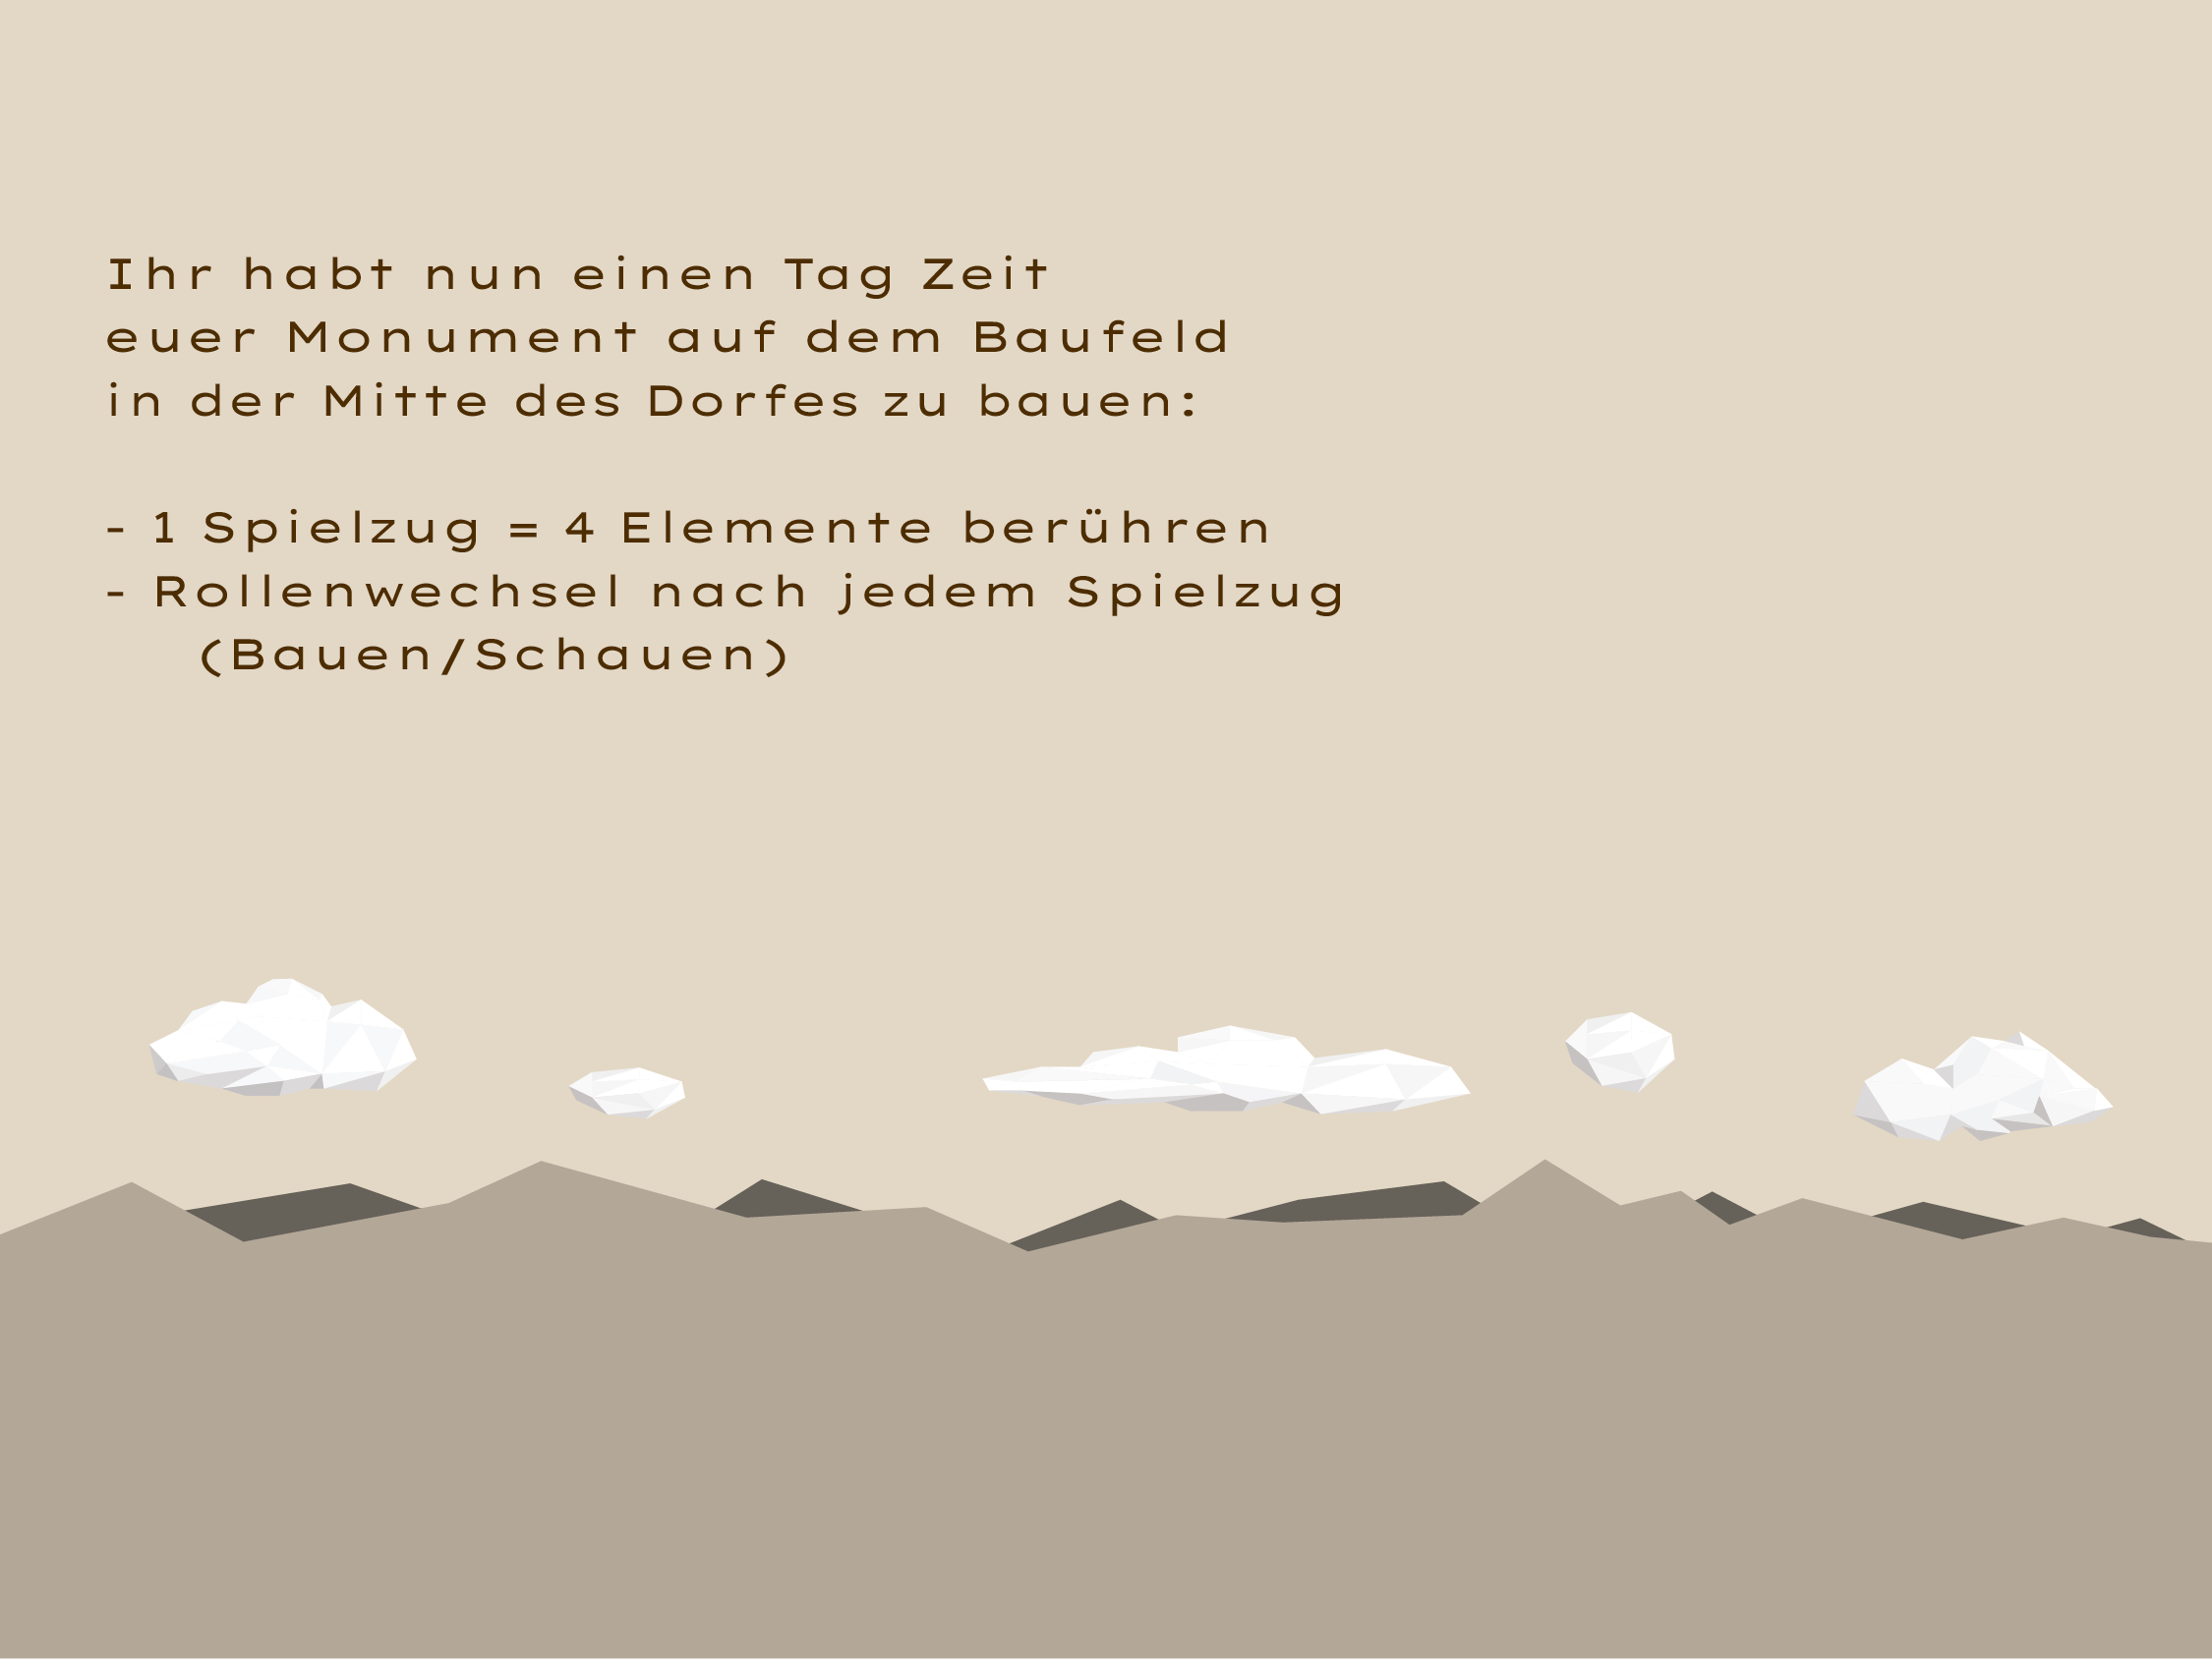 Ihr habt nun einen Tag Zeit
euer Monument auf dem Baufeld
in der Mitte des Dorfes zu bauen:
- 1 Spielzug = 4 Elemente berühren
- Rollenwechsel nach jedem Spielzug
(Bauen/Schauen)